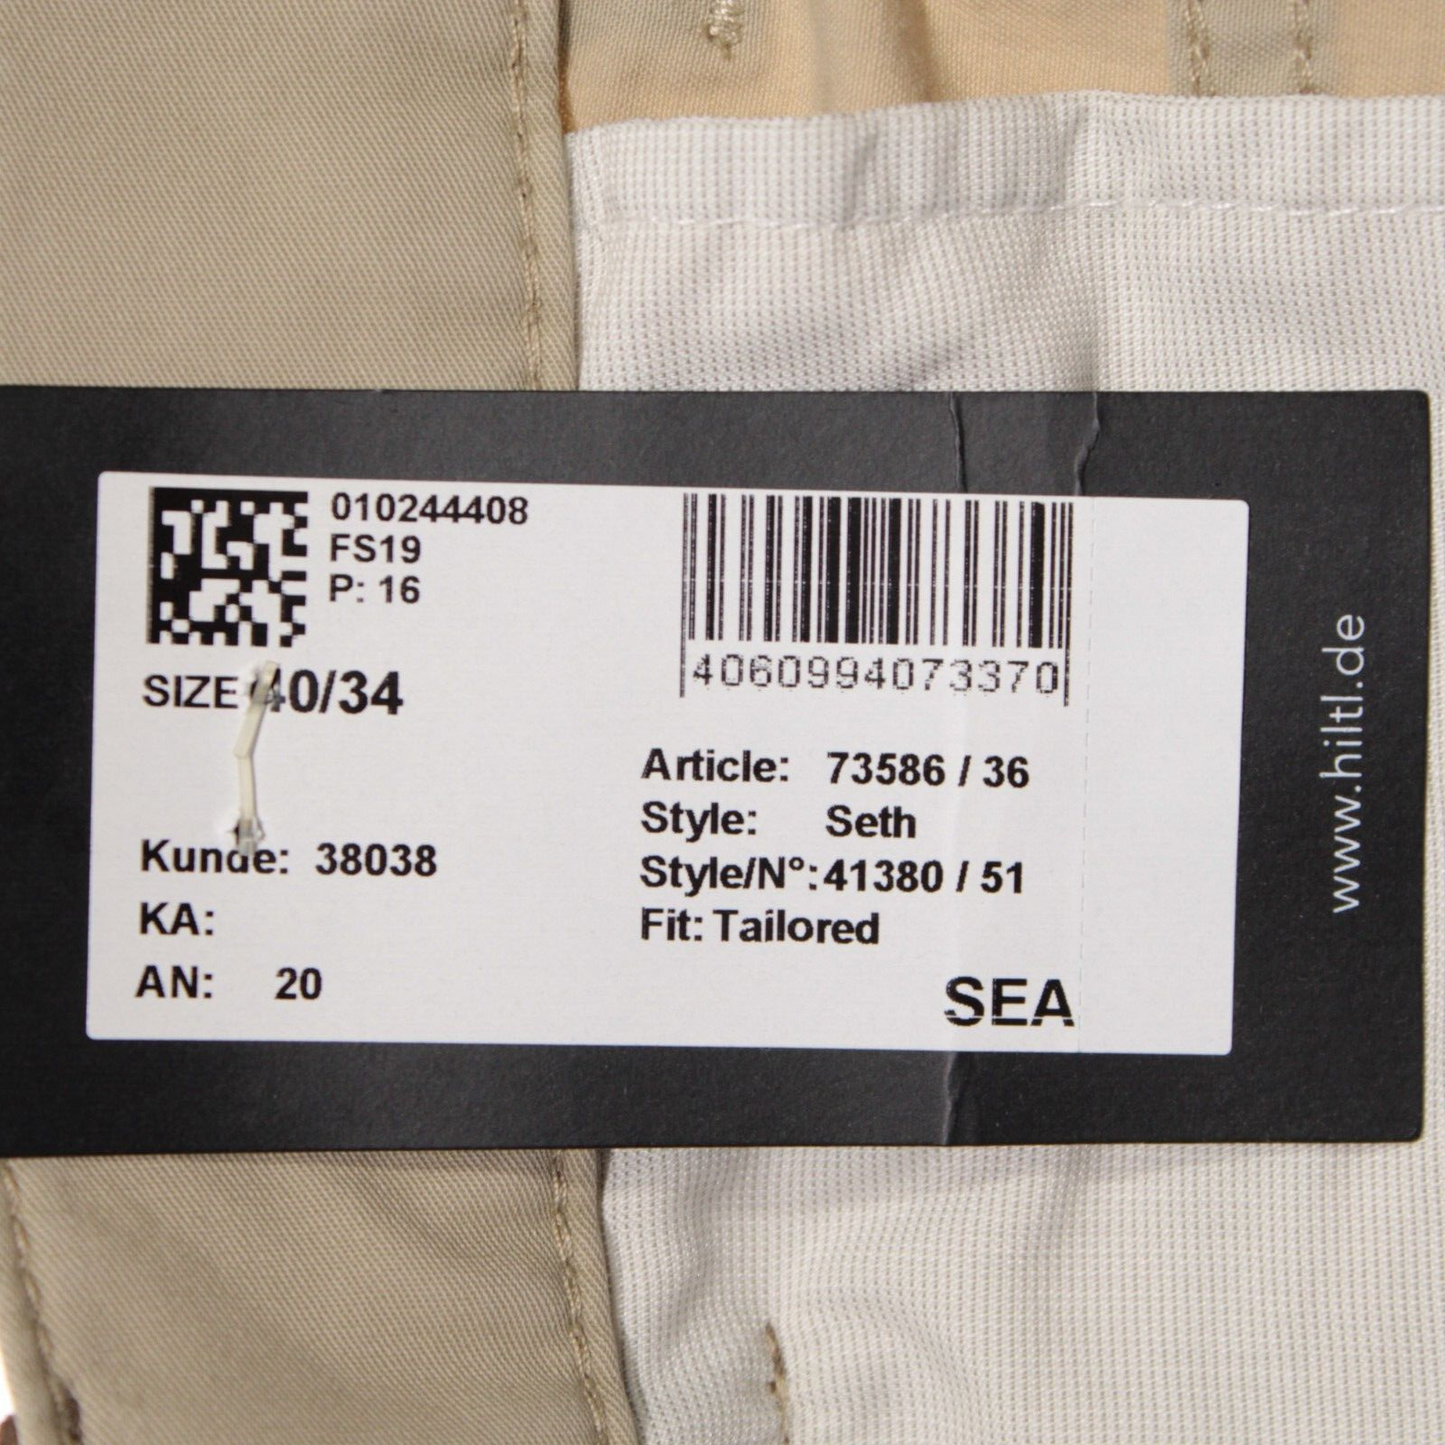 010244408
FS19
P: 16
SIZE 40/34
4060994073370
Article: 73586 / 36
Style: Seth
Style/N°: 41380 / 51
Fit: Tailored
Kunde: 38038
KA:
AN: 20
SEA
www.hiltl.de